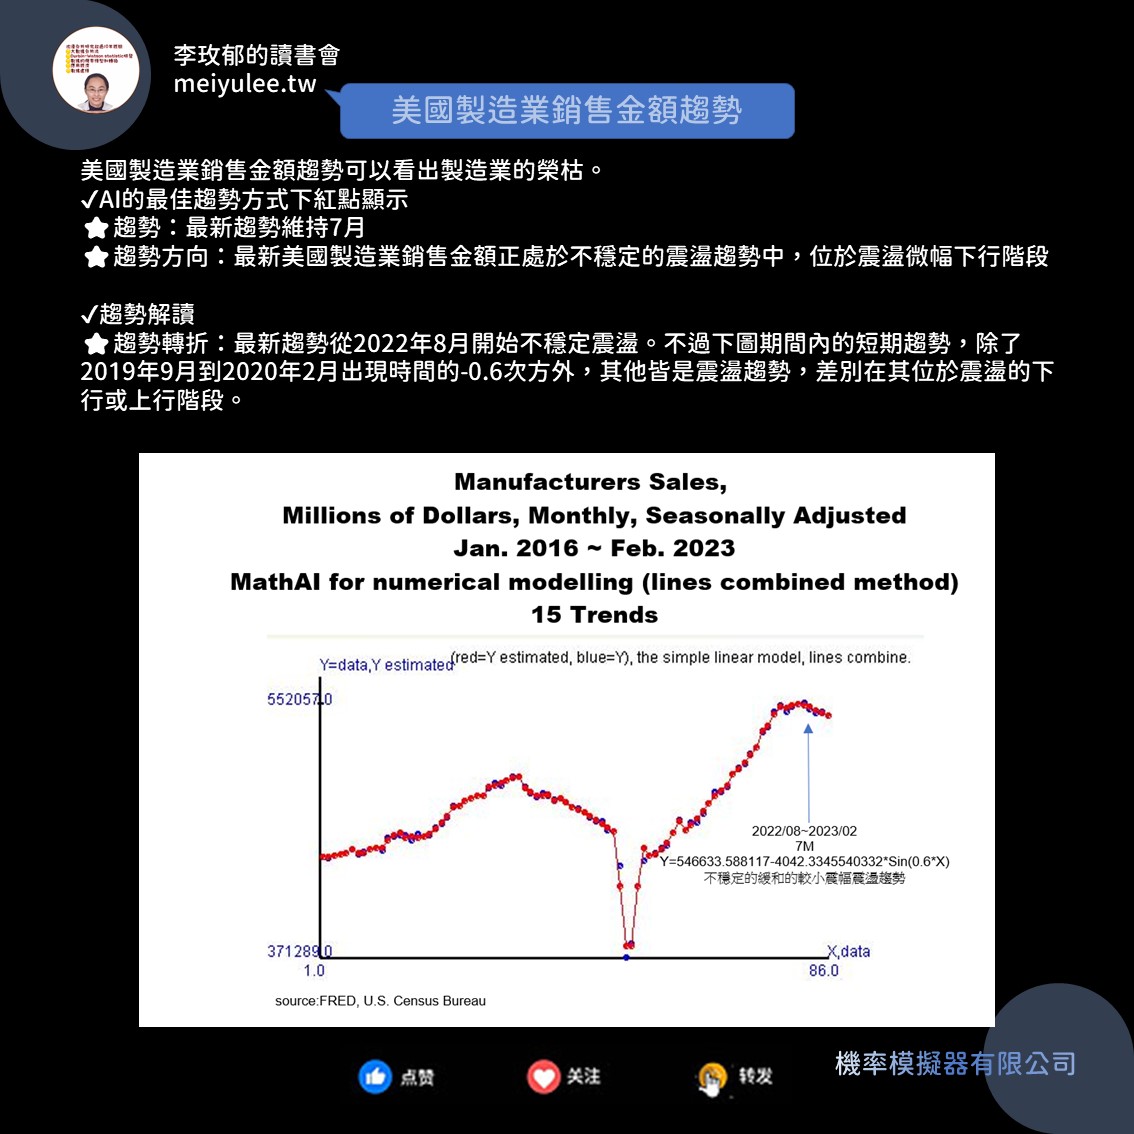 李玫郁的讀書會
meiyulee.tw
美國製造業銷售金額趨勢
美國製造業銷售金額趨勢可以看出製造業的榮枯。
✓AI的最佳趨勢方式下紅點顯示
★趨勢：最新趨勢維持7月
★趨勢方向：最新美國製造業銷售金額正處於不穩定的震盪趨勢中，位於震盪微幅下行階段
✓趨勢解讀
★趨勢轉折：最新趨勢從2022年8月開始不穩定震盪。不過下圖期間內的短期趨勢，除了
2019年9月到2020年2月出現時間的-0.6次方外，其他皆是震盪趨勢，差別在其位於震盪的下
行或上行階段。
Manufacturers Sales,
Millions of Dollars, Monthly, Seasonally Adjusted
Jan. 2016 ~ Feb. 2023
MathAI for numerical modelling (lines combined method)
15 Trends
Y=data,Y estimated
(red=Y estimated, blue=Y), the simple linear model, lines combine.
552057.0
2022/08~2023/02
7M
Y=546633.588117-4042.3345540332*Sin(0.6*X)
不穩定的緩和的較小震幅震盪趨勢
371289.0
X,data
1.0
86.0
source:FRED, U.S. Census Bureau
点赞
关注
转发
機率模擬器有限公司